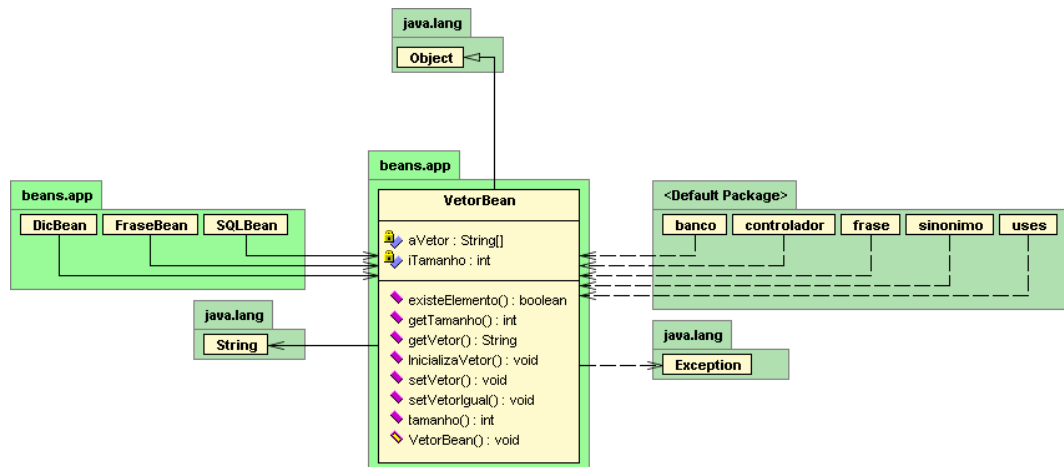 java.lang
Object
beans.app
DicBean FraseBean SQLBean
beans.app
VetorBean
aVetor : String[]
iTamanho : int
existeElemento() : boolean
getTamanho() : int
getVetor() : String
InicializaVetor() : void
setVetor() : void
setVetorIgual() : void
tamanho() : int
VetorBean() : void
<Default Package>
banco controlador frase sinonimo uses
java.lang
String
java.lang
Exception